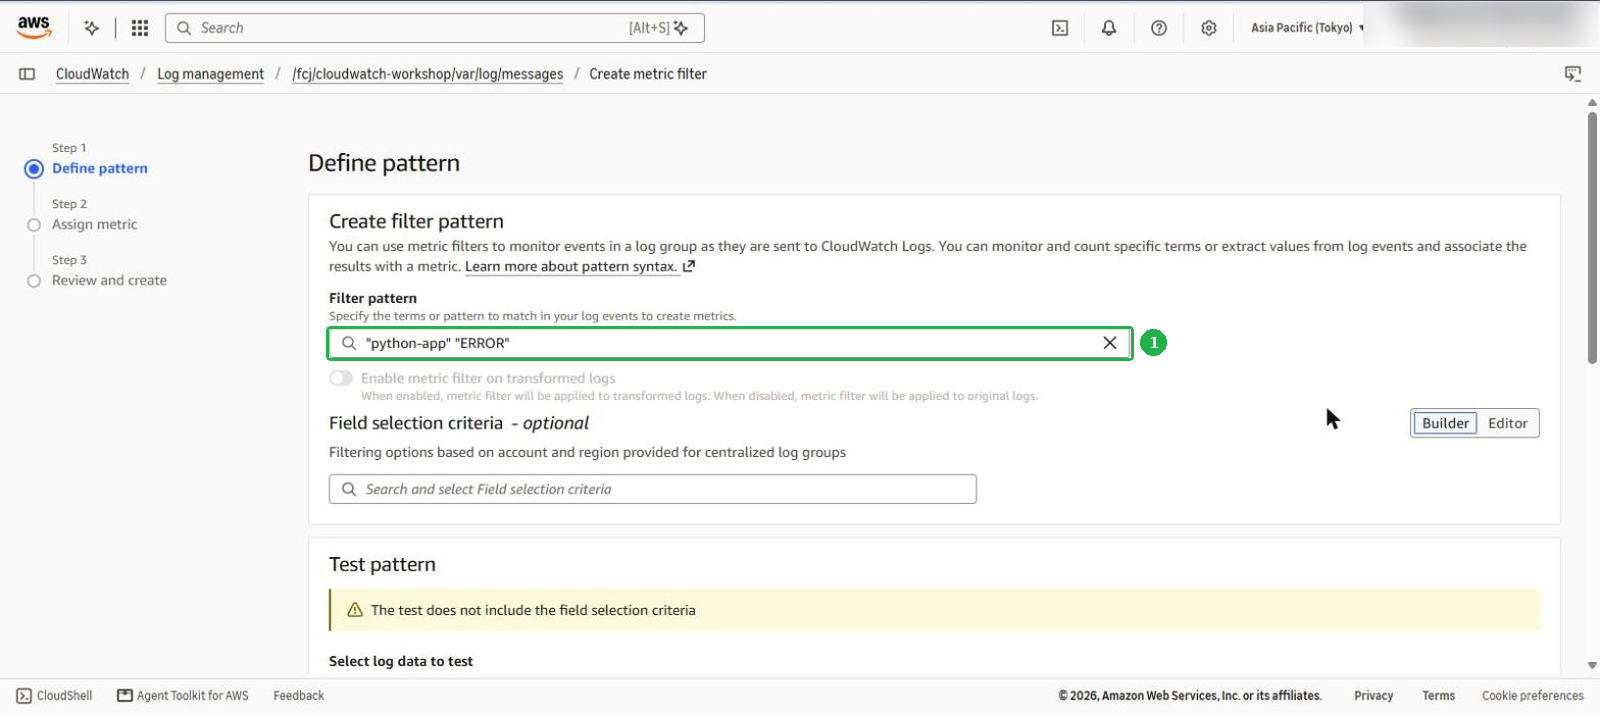 aws
Search
[Alt+S]
Asia Pacific (Tokyo)
CloudWatch / Log management / /fcj/cloudwatch-workshop/var/log/messages / Create metric filter
Step 1
Define pattern
Step 2
Assign metric
Step 3
Review and create
Define pattern
Create filter pattern
You can use metric filters to monitor events in a log group as they are sent to CloudWatch Logs. You can monitor and count specific terms or extract values from log events and associate the
results with a metric. Learn more about pattern syntax.
Filter pattern
Specify the terms or pattern to match in your log events to create metrics.
"python-app" "ERROR"
1
Enable metric filter on transformed logs
When enabled, metric filter will be applied to transformed logs. When disabled, metric filter will be applied to original logs.
Field selection criteria - optional
Builder
Editor
Filtering options based on account and region provided for centralized log groups
Search and select Field selection criteria
Test pattern
The test does not include the field selection criteria
Select log data to test
CloudShell
Agent Toolkit for AWS
Feedback
© 2026, Amazon Web Services, Inc. or its affiliates.
Privacy
Terms
Cookie preferences